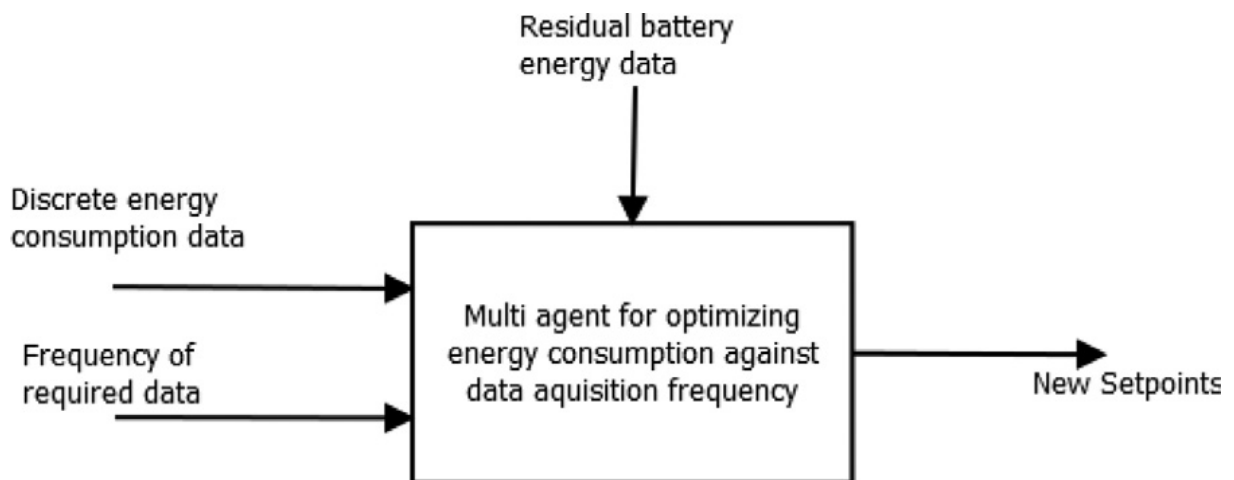 Residual battery
energy data
Discrete energy
consumption data
Frequency of
required data
Multi agent for optimizing
energy consumption against
data aquisition frequency
New Setpoints